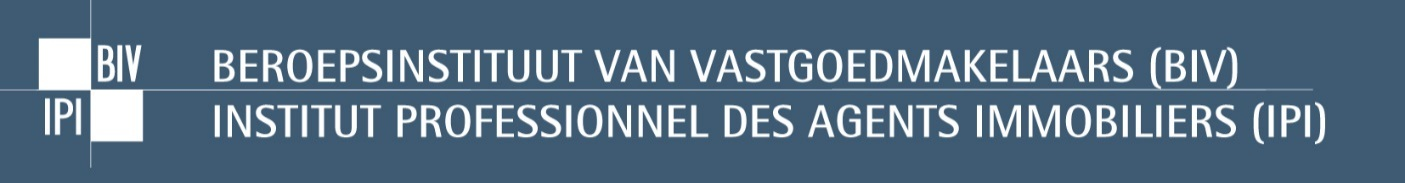 BIV
IPI
BEROEPSINSTITUUT VAN VASTGOEDMAKELAARS (BIV)
INSTITUT PROFESSIONNEL DES AGENTS IMMOBILIERS (IPI)